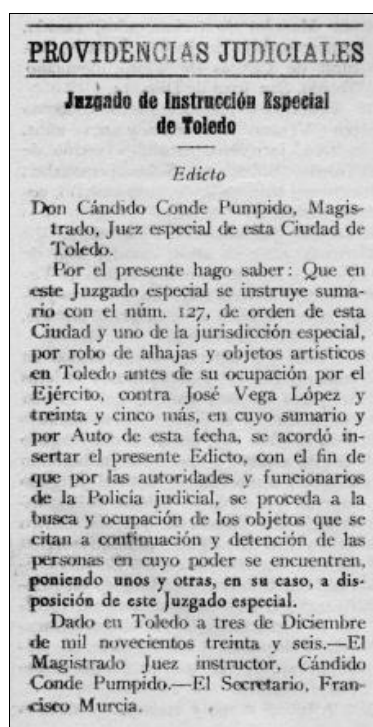 PROVIDENCIAS JUDICIALES
Juzgado de Instrucción Especial
de Toledo
Edicto
Don Cándido Conde Pumpido, Magis-
trado, Juez especial de esta Ciudad de
Toledo.
Por el presente hago saber: Que en
este Juzgado especial se instruye suma-
rio con el núm. 127, de orden de esta
Ciudad y uno de la jurisdicción especial,
por robo de alhajas y objetos artísticos
en Toledo antes de su ocupación por el
Ejército, contra José Vega López y
treinta y cinco más, en cuyo sumario y
por Auto de esta fecha, se acordó in-
sertar el presente Edicto, con el fin de
que por las autoridades y funcionarios
de la Policía judicial, se proceda a la
busca y ocupación de los objetos que se
citan a continuación y detención de las
personas en cuyo poder se encuentren,
poniendo unos y otras, en su caso, a dis-
posición de este Juzgado especial.
Dado en Toledo a tres de Diciembre
de mil novecientos treinta y seis.—El
Magistrado Juez instructor, Cándido
Conde Pumpido.—El Secretario, Fran-
cisco Murcia.